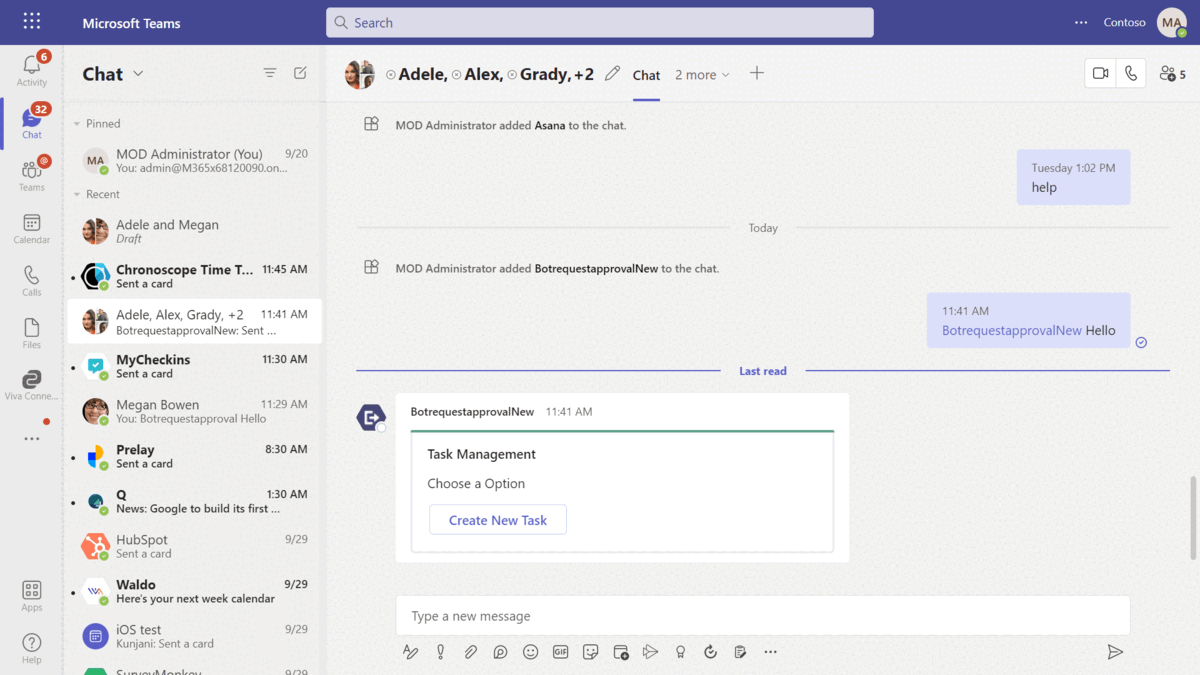 Microsoft Teams
Search
Contoso
MA
6
Activity
32
Chat
@
Teams
Calendar
Calls
Files
Viva Conne...
Apps
Help
Chat
Pinned
MA
MOD Administrator (You) 9/20
You: admin@M365x68120090.on...
Recent
Adele and Megan
Draft
Chronoscope Time T... 11:45 AM
Sent a card
Adele, Alex, Grady, +2 11:41 AM
BotrequestapprovalNew: Sent ...
MyCheckins 11:30 AM
Sent a card
Megan Bowen 11:29 AM
You: Botrequestapproval Hello
Prelay 8:30 AM
Sent a card
Q 1:30 AM
News: Google to build its first ...
HubSpot 9/29
Sent a card
Waldo 9/29
Here's your next week calendar
iOS test 9/29
Kunjani: Sent a card
SurveyMonkey 9/29
Adele, Alex, Grady, +2
Chat 2 more
5
MOD Administrator added Asana to the chat.
Tuesday 1:02 PM
help
Today
MOD Administrator added BotrequestapprovalNew to the chat.
11:41 AM
BotrequestapprovalNew Hello
Last read
BotrequestapprovalNew 11:41 AM
Task Management
Choose a Option
Create New Task
Type a new message
GIF